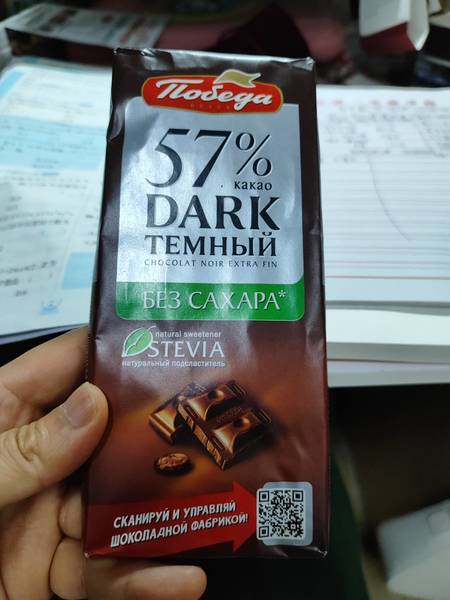 Победа
57%
какао
DARK
ТЕМНЫЙ
CHOCOLAT NOIR EXTRA FIN
БЕЗ САХАРА*
natural sweetener
STEVIA
натуральный подсластитель
СКАНИРУЙ И УПРАВЛЯЙ
ШОКОЛАДНОЙ ФАБРИКОЙ!